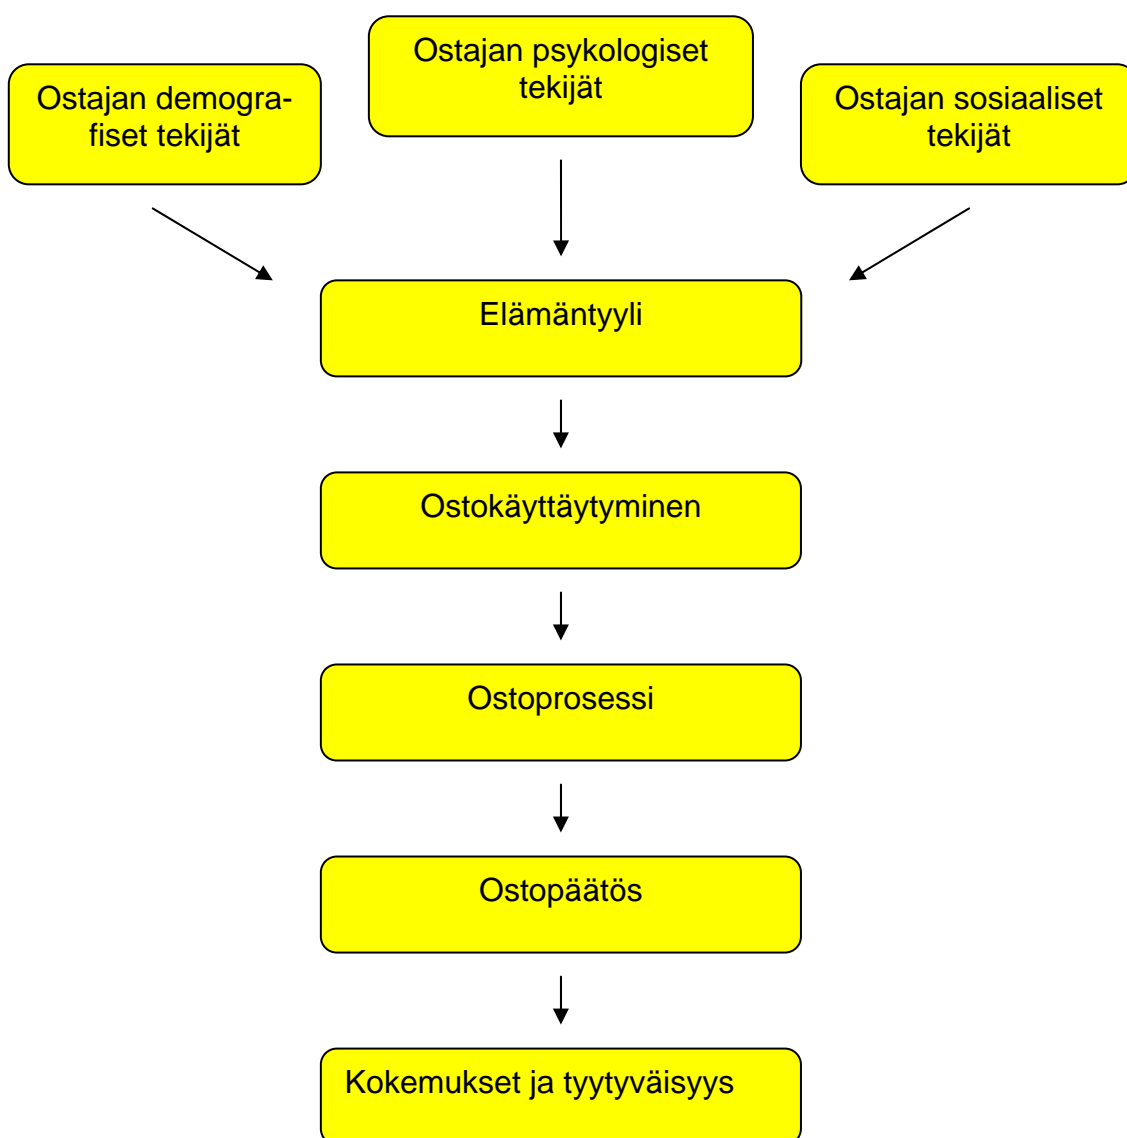 Ostajan demogra-
fiset tekijät
Ostajan psykologiset
tekijät
Ostajan sosiaaliset
tekijät
Elämäntyyli
Ostokäyttäytyminen
Ostoprosessi
Ostopäätös
Kokemukset ja tyytyväisyys